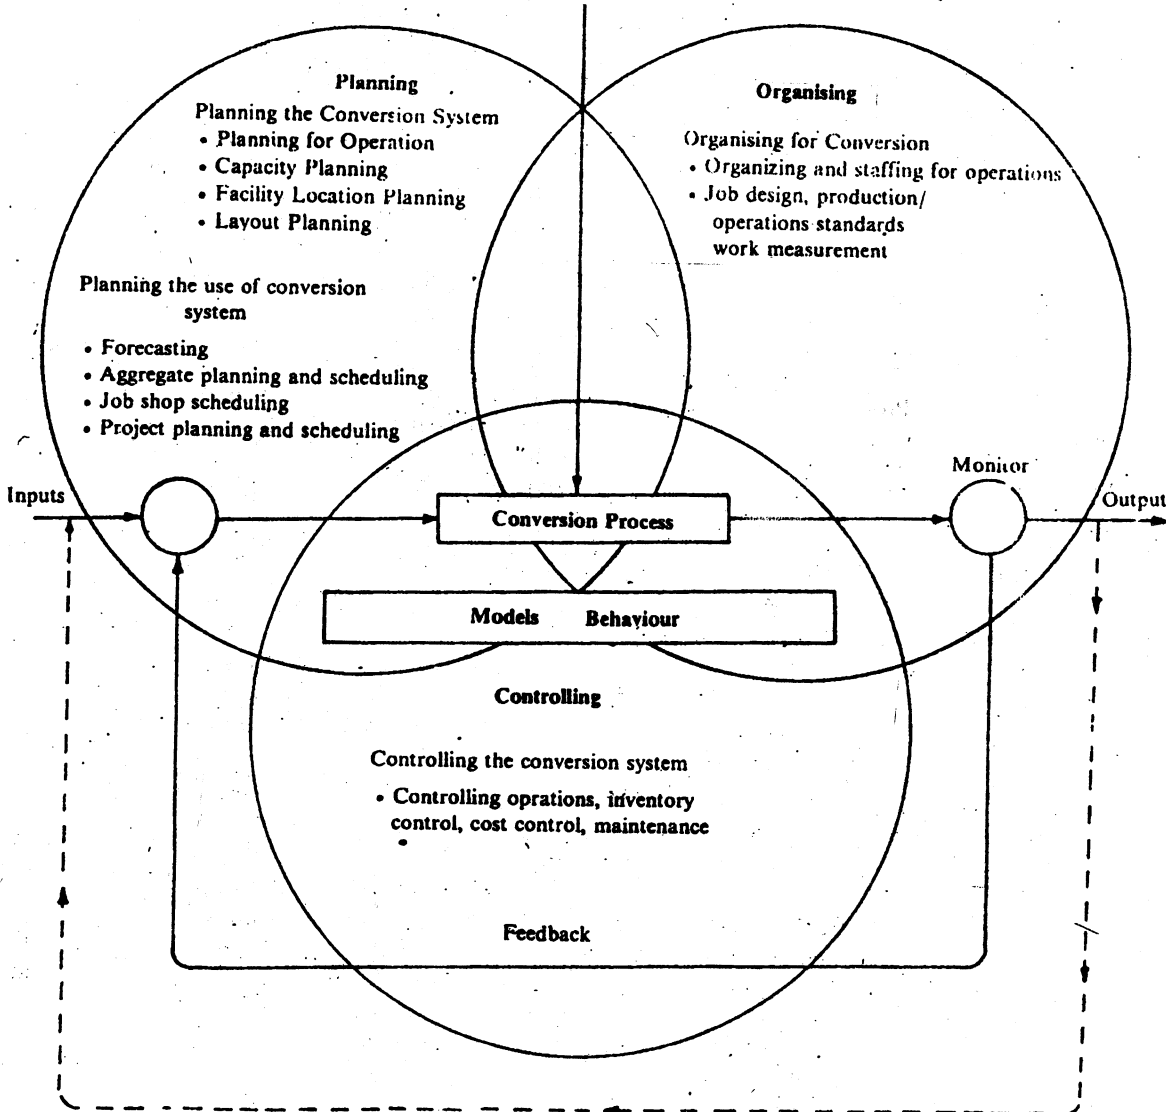 Planning
Planning the Conversion System
• Planning for Operation
• Capacity Planning
• Facility Location Planning
• Layout Planning
Planning the use of conversion
system
• Forecasting
• Aggregate planning and scheduling
• Job shop scheduling
• Project planning and scheduling
Organising
Organising for Conversion
• Organizing and staffing for operations
• Job design, production/
operations standards
work measurement
Inputs
Conversion Process
Monitor
Output
Models Behaviour
Controlling
Controlling the conversion system
• Controlling oprations, inventory
control, cost control, maintenance
Feedback